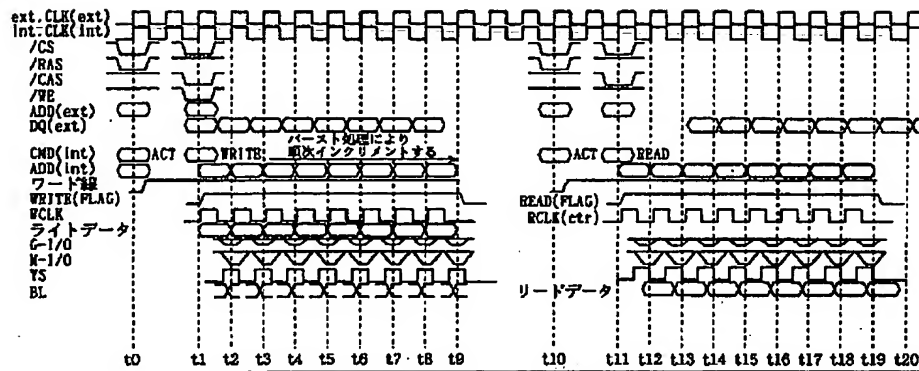 ext.CLK(ext)
int.CLK(int)
/CS
/RAS
/CAS
/WE
ADD(ext)
DQ(ext)
CMD(int) ACT WRITE バースト処理により順次インクリメントする ACT READ
ADD(int)
ワード線
WRITE(FLAG) READ(FLAG)
WCLK RCLK(ctr)
ライトデータ
G-I/O
M-I/O
YS
BL リードデータ
t0 t1 t2 t3 t4 t5 t6 t7 t8 t9 t10 t11 t12 t13 t14 t15 t16 t17 t18 t19 t20